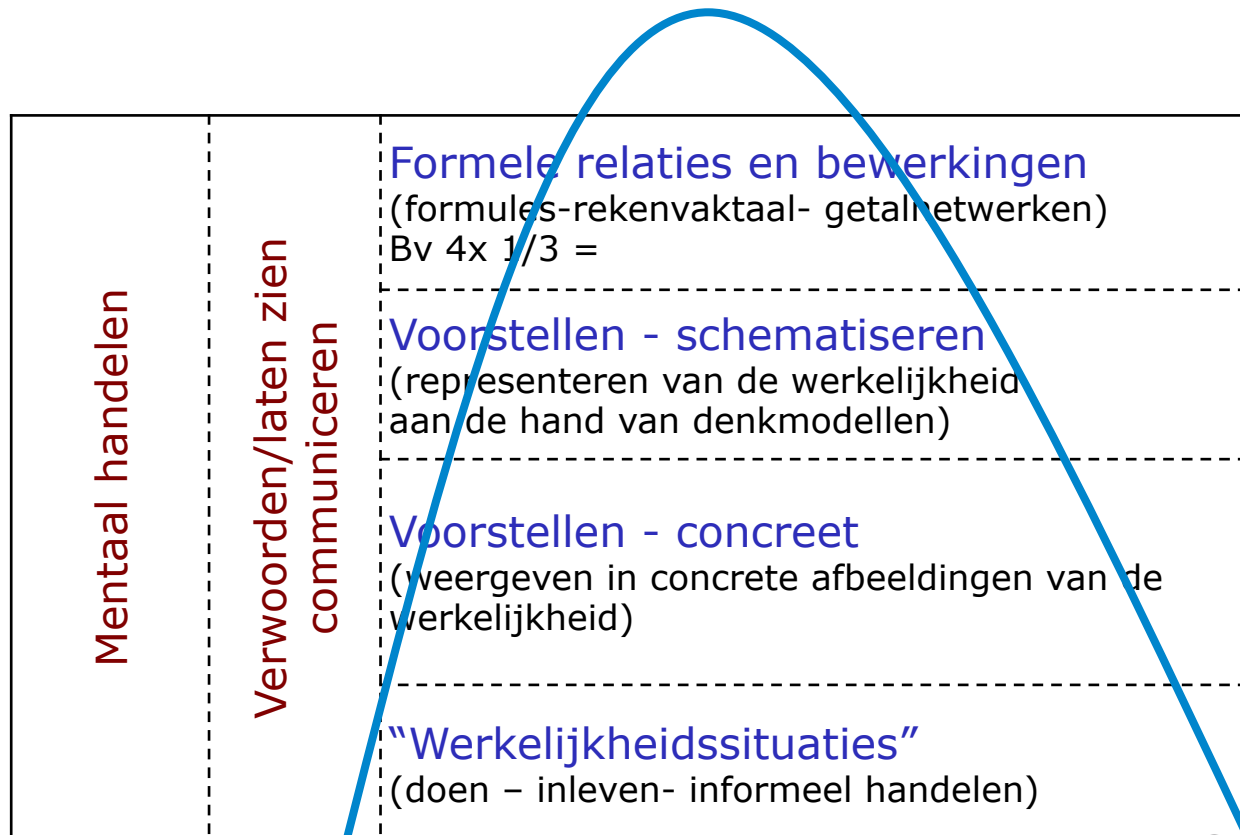 Mentaal handelen
Verwoorden/laten zien
communiceren
Formele relaties en bewerkingen
(formules-rekenvaktaal- getalnetwerken)
Bv 4x 1/3 =
Voorstellen - schematiseren
(representeren van de werkelijkheid
aan de hand van denkmodellen)
Voorstellen - concreet
(weergeven in concrete afbeeldingen van de
werkelijkheid)
“Werkelijkheidssituaties”
(doen – inleven- informeel handelen)